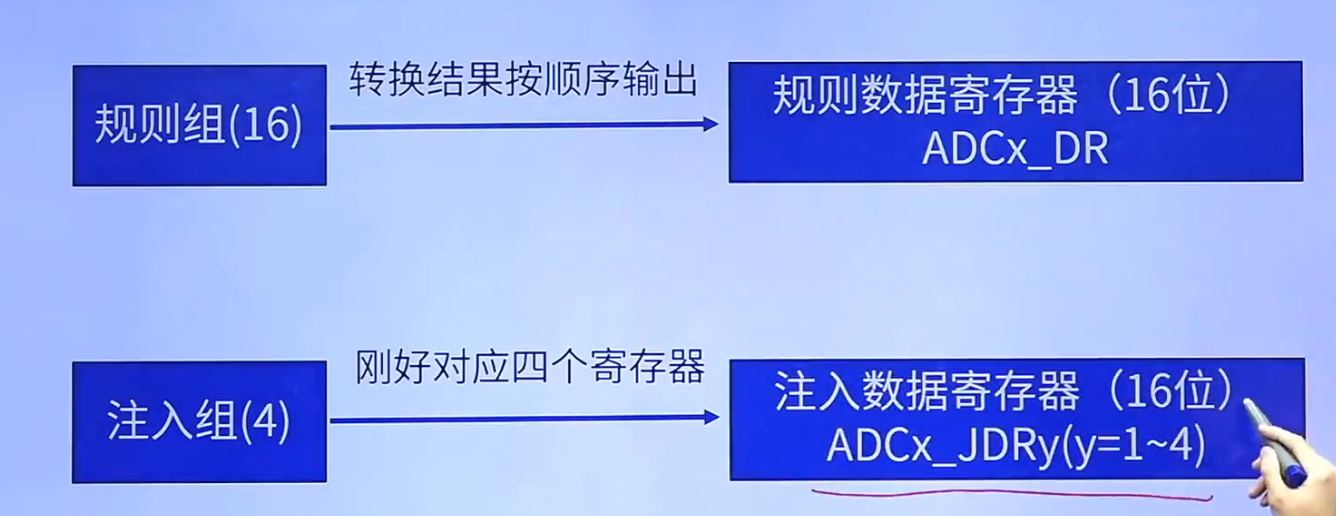 规则组(16)
转换结果按顺序输出
规则数据寄存器（16位）
ADCx_DR
注入组(4)
刚好对应四个寄存器
注入数据寄存器（16位）
ADCx_JDRy(y=1~4)